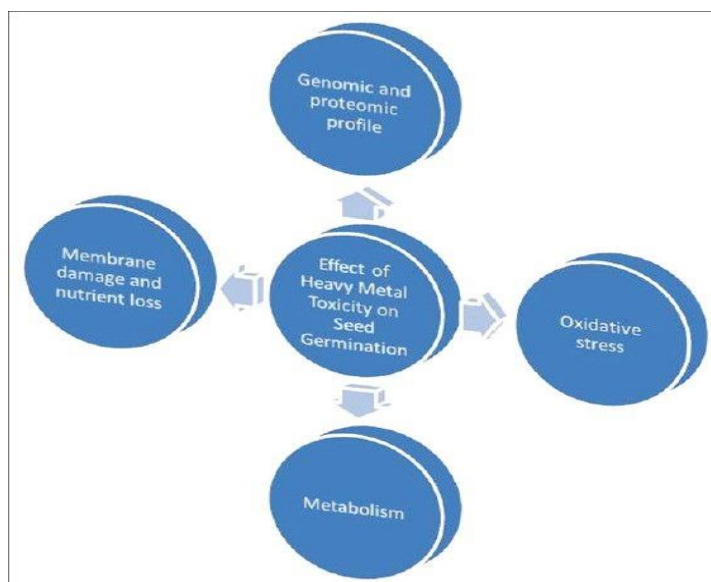 Genomic and
proteomic
profile
Membrane
damage and
nutrient loss
Effect of
Heavy Metal
Toxicity on
Seed
Germination
Oxidative
stress
Metabolism